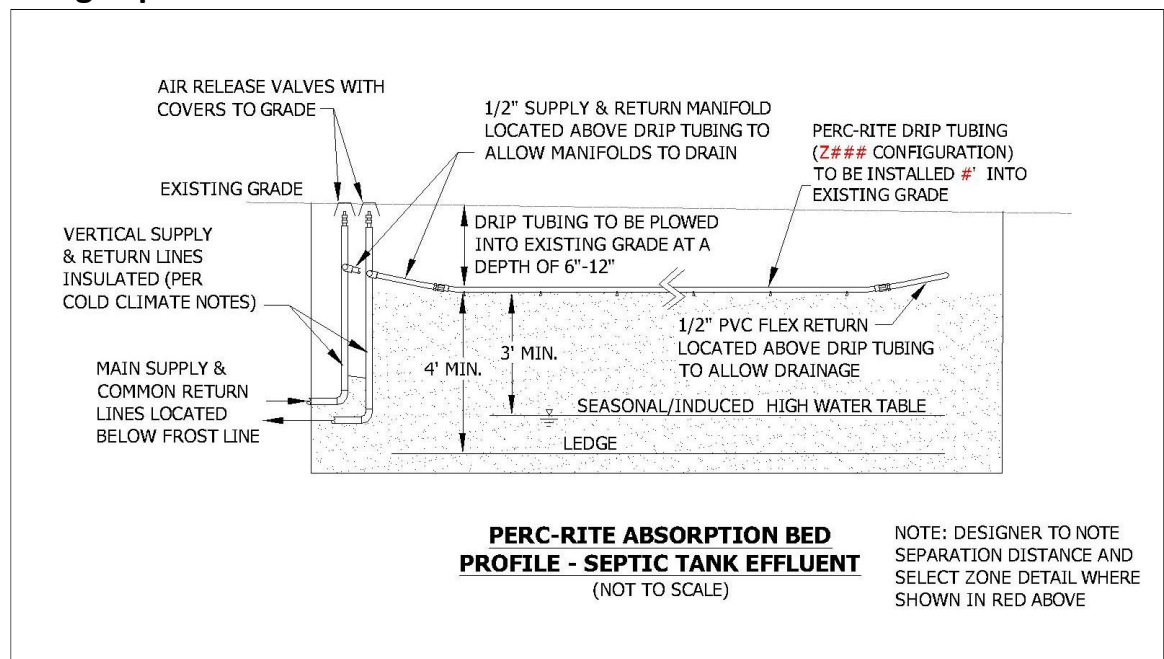 AIR RELEASE VALVES WITH
COVERS TO GRADE
1/2" SUPPLY & RETURN MANIFOLD
LOCATED ABOVE DRIP TUBING TO
ALLOW MANIFOLDS TO DRAIN
PERC-RITE DRIP TUBING
(Z### CONFIGURATION)
TO BE INSTALLED #' INTO
EXISTING GRADE
EXISTING GRADE
DRIP TUBING TO BE PLOWED
INTO EXISTING GRADE AT A
DEPTH OF 6"-12"
VERTICAL SUPPLY
& RETURN LINES
INSULATED (PER
COLD CLIMATE NOTES)
1/2" PVC FLEX RETURN
LOCATED ABOVE DRIP TUBING
TO ALLOW DRAINAGE
3' MIN.
4' MIN.
MAIN SUPPLY &
COMMON RETURN
LINES LOCATED
BELOW FROST LINE
SEASONAL/INDUCED HIGH WATER TABLE
LEDGE
PERC-RITE ABSORPTION BED
PROFILE - SEPTIC TANK EFFLUENT
(NOT TO SCALE)
NOTE: DESIGNER TO NOTE
SEPARATION DISTANCE AND
SELECT ZONE DETAIL WHERE
SHOWN IN RED ABOVE